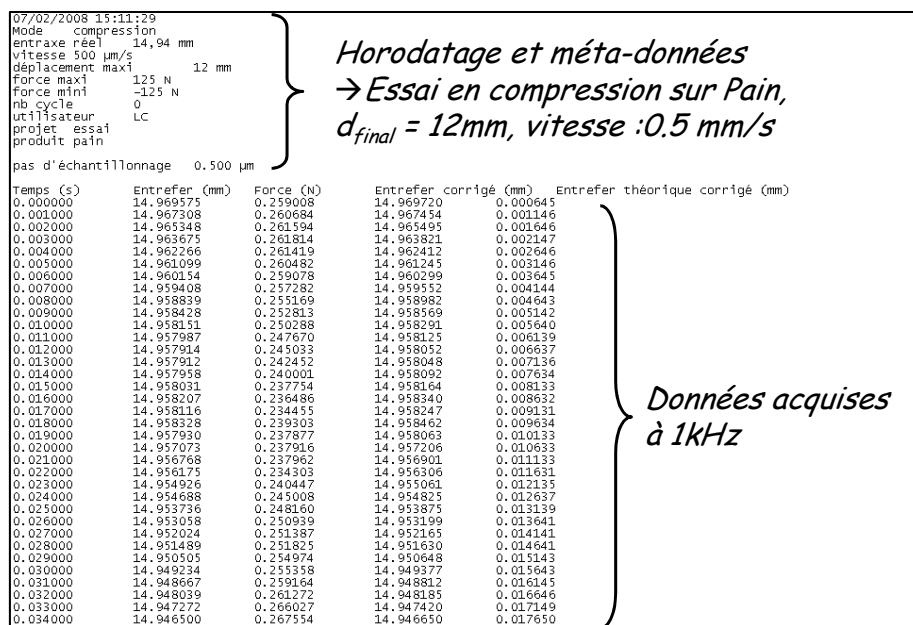 07/02/2008 15:11:29
Mode compression
entraxe réel 14,94 mm
vitesse 500 µm/s
déplacement maxi 12 mm
force maxi 125 N
force mini -125 N
nb cycle 0
utilisateur LC
projet essai
produit pain
pas d'échantillonnage 0.500 µm
Horodatage et méta-données
→Essai en compression sur Pain,
dfinal = 12mm, vitesse :0.5 mm/s
Temps (s) Entrefer (mm) Force (N) Entrefer corrigé (mm) Entrefer théorique corrigé (mm)
0.000000 14.969575 0.259008 14.969720 0.000645
0.001000 14.967308 0.260684 14.967454 0.001146
0.002000 14.965348 0.261594 14.965495 0.001646
0.003000 14.963675 0.261814 14.963821 0.002147
0.004000 14.962266 0.261419 14.962412 0.002646
0.005000 14.961099 0.260482 14.961245 0.003146
0.006000 14.960154 0.259078 14.960299 0.003645
0.007000 14.959408 0.257282 14.959552 0.004144
0.008000 14.958839 0.255169 14.958982 0.004643
0.009000 14.958428 0.252813 14.958569 0.005142
0.010000 14.958151 0.250288 14.958291 0.005640
0.011000 14.957987 0.247670 14.958125 0.006139
0.012000 14.957914 0.245033 14.958052 0.006637
0.013000 14.957912 0.242452 14.958048 0.007136
0.014000 14.957958 0.240001 14.958092 0.007634
0.015000 14.958031 0.237754 14.958164 0.008133
0.016000 14.958207 0.236486 14.958340 0.008632
0.017000 14.958116 0.234455 14.958247 0.009131
0.018000 14.958328 0.239303 14.958462 0.009634
0.019000 14.957930 0.237877 14.958063 0.010133
0.020000 14.957073 0.237916 14.957206 0.010633
0.021000 14.956768 0.237962 14.956901 0.011133
0.022000 14.956175 0.234303 14.956306 0.011631
0.023000 14.954926 0.240447 14.955061 0.012135
0.024000 14.954688 0.245008 14.954825 0.012637
0.025000 14.953736 0.248160 14.953875 0.013139
0.026000 14.953058 0.250939 14.953199 0.013641
0.027000 14.952024 0.251387 14.952165 0.014141
0.028000 14.951489 0.251825 14.951630 0.014641
0.029000 14.950505 0.254974 14.950648 0.015143
0.030000 14.949234 0.255358 14.949377 0.015643
0.031000 14.948667 0.259164 14.948812 0.016145
0.032000 14.948039 0.261272 14.948185 0.016646
0.033000 14.947272 0.266027 14.947420 0.017149
0.034000 14.946500 0.267554 14.946650 0.017650
Données acquises
à 1kHz